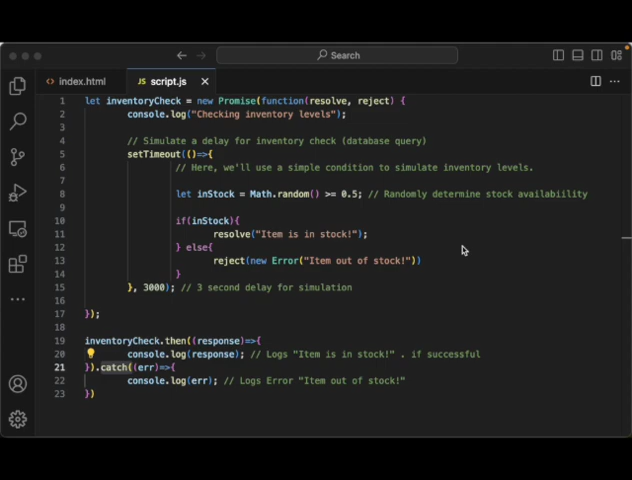 Search
index.html
JS script.js
1 let inventoryCheck = new Promise(function(resolve, reject) {
2 console.log("Checking inventory levels");
3
4 // Simulate a delay for inventory check (database query)
5 setTimeout(()=>{
6 // Here, we'll use a simple condition to simulate inventory levels.
7
8 let inStock = Math.random() >= 0.5; // Randomly determine stock availabiility
9
10 if(inStock){
11 resolve("Item is in stock!");
12 } else{
13 reject(new Error("Item out of stock!"))
14 }
15 }, 3000); // 3 second delay for simulation
16
17 });
18
19 inventoryCheck.then((response)=>{
20 console.log(response); // Logs "Item is in stock!" . if successful
21 }).catch((err)=>{
22 console.log(err); // Logs Error "Item out of stock!"
23 })